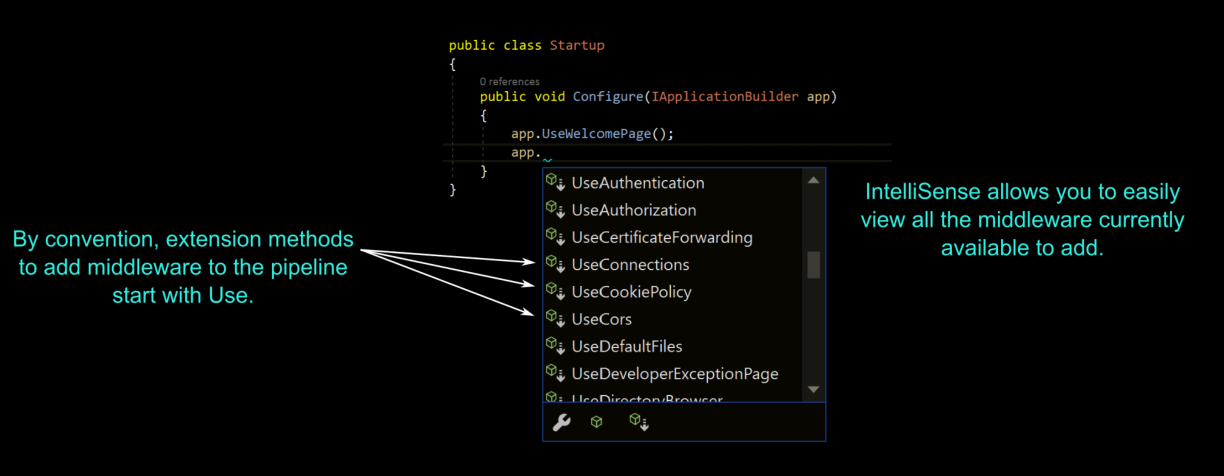 public class Startup
{
0 references
public void Configure(IApplicationBuilder app)
{
app.UseWelcomePage();
app.
}
}
UseAuthentication
UseAuthorization
UseCertificateForwarding
UseConnections
UseCookiePolicy
UseCors
UseDefaultFiles
UseDeveloperExceptionPage
UseDirectoryBrowser
By convention, extension methods
to add middleware to the pipeline
start with Use.
IntelliSense allows you to easily
view all the middleware currently
available to add.